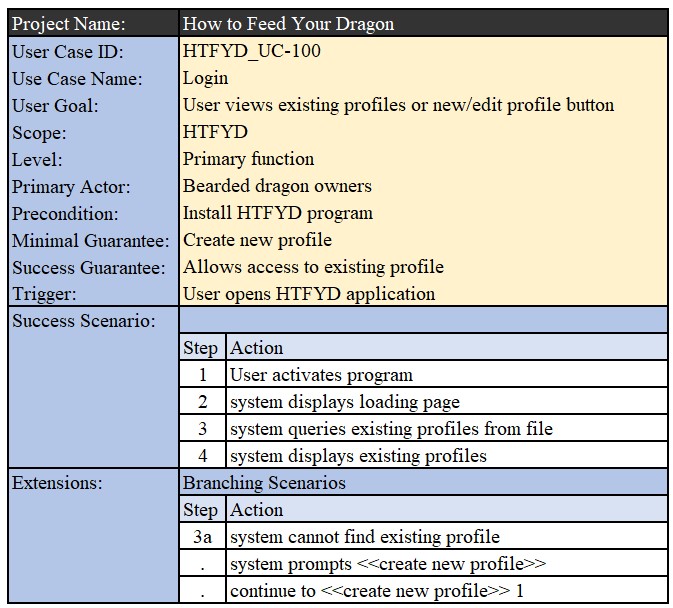 Project Name: How to Feed Your Dragon
User Case ID: HTFYD_UC-100
Use Case Name: Login
User Goal: User views existing profiles or new/edit profile button
Scope: HTFYD
Level: Primary function
Primary Actor: Bearded dragon owners
Precondition: Install HTFYD program
Minimal Guarantee: Create new profile
Success Guarantee: Allows access to existing profile
Trigger: User opens HTFYD application
Success Scenario:
Step Action
1 User activates program
2 system displays loading page
3 system queries existing profiles from file
4 system displays existing profiles
Extensions: Branching Scenarios
Step Action
3a system cannot find existing profile
. system prompts <<create new profile>>
. continue to <<create new profile>> 1